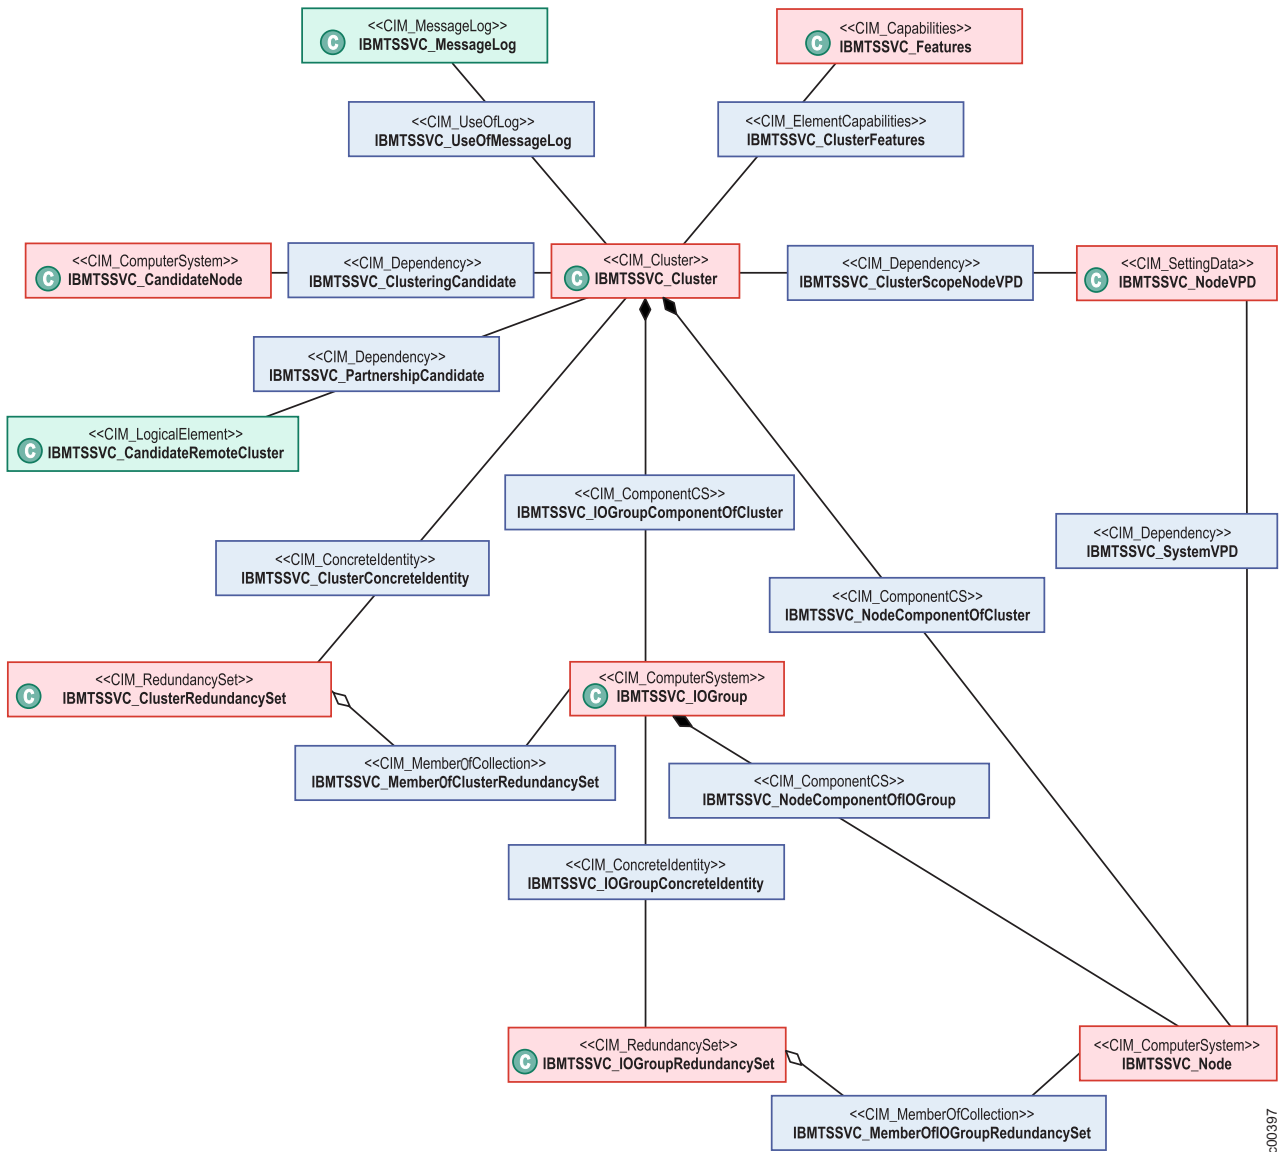 <<CIM_MessageLog>>
C
IBMTSSVC_MessageLog
<<CIM_Capabilities>>
C
IBMTSSVC_Features
<<CIM_UseOfLog>>
IBMTSSVC_UseOfMessageLog
<<CIM_ElementCapabilities>>
IBMTSSVC_ClusterFeatures
<<CIM_ComputerSystem>>
C
IBMTSSVC_CandidateNode
<<CIM_Dependency>>
IBMTSSVC_ClusteringCandidate
<<CIM_Cluster>>
C
IBMTSSVC_Cluster
<<CIM_Dependency>>
IBMTSSVC_ClusterScopeNodeVPD
<<CIM_SettingData>>
C
IBMTSSVC_NodeVPD
<<CIM_Dependency>>
IBMTSSVC_PartnershipCandidate
<<CIM_LogicalElement>>
C
IBMTSSVC_CandidateRemoteCluster
<<CIM_ComponentCS>>
IBMTSSVC_IOGroupComponentOfCluster
<<CIM_Dependency>>
IBMTSSVC_SystemVPD
<<CIM_ConcreteIdentity>>
IBMTSSVC_ClusterConcreteIdentity
<<CIM_ComponentCS>>
IBMTSSVC_NodeComponentOfCluster
<<CIM_RedundancySet>>
C
IBMTSSVC_ClusterRedundancySet
<<CIM_ComputerSystem>>
C
IBMTSSVC_IOGroup
<<CIM_MemberOfCollection>>
IBMTSSVC_MemberOfClusterRedundancySet
<<CIM_ComponentCS>>
IBMTSSVC_NodeComponentOfIOGroup
<<CIM_ConcreteIdentity>>
IBMTSSVC_IOGroupConcreteIdentity
<<CIM_RedundancySet>>
C
IBMTSSVC_IOGroupRedundancySet
<<CIM_ComputerSystem>>
IBMTSSVC_Node
<<CIM_MemberOfCollection>>
IBMTSSVC_MemberOfIOGroupRedundancySet
c00397